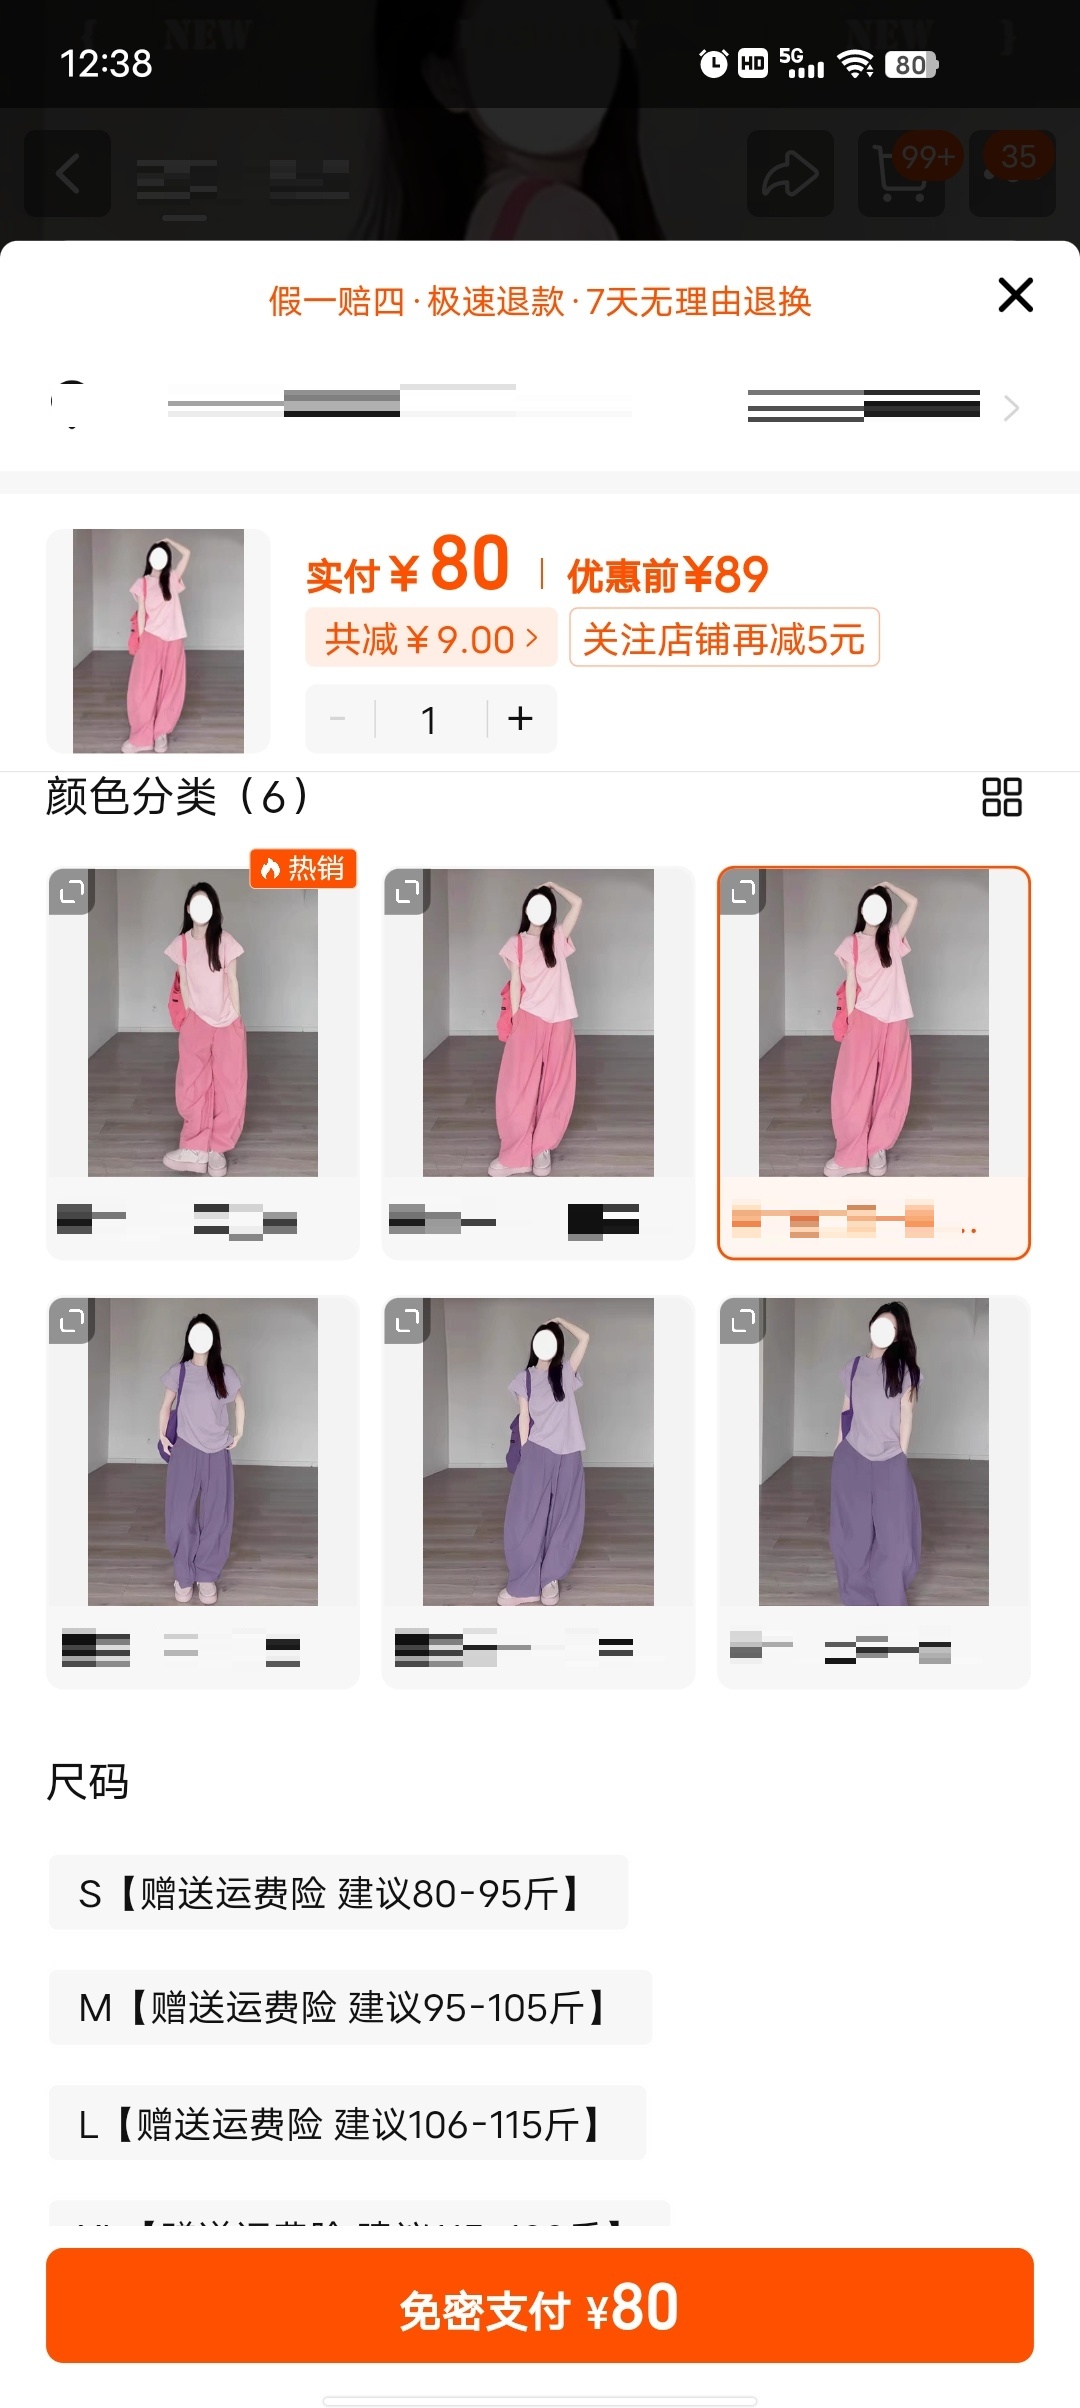 12:38
HD 5G 80
NEW NEW
99+ 35
假一赔四·极速退款·7天无理由退换
实付¥80 优惠前¥89
共减¥9.00 关注店铺再减5元
- 1 +
颜色分类（6）
热销
尺码
S【赠送运费险 建议80-95斤】
M【赠送运费险 建议95-105斤】
L【赠送运费险 建议106-115斤】
免密支付 ¥80